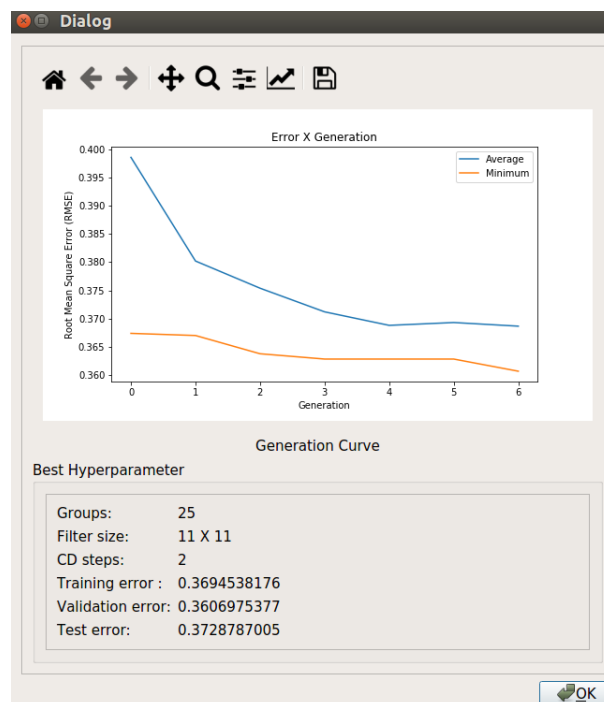 Dialog
Error X Generation
Average
Minimum
0.400
0.395
0.390
0.385
0.380
0.375
0.370
0.365
0.360
Root Mean Square Error (RMSE)
0 1 2 3 4 5 6
Generation
Generation Curve
Best Hyperparameter
Groups: 25
Filter size: 11 X 11
CD steps: 2
Training error : 0.3694538176
Validation error: 0.3606975377
Test error: 0.3728787005
OK